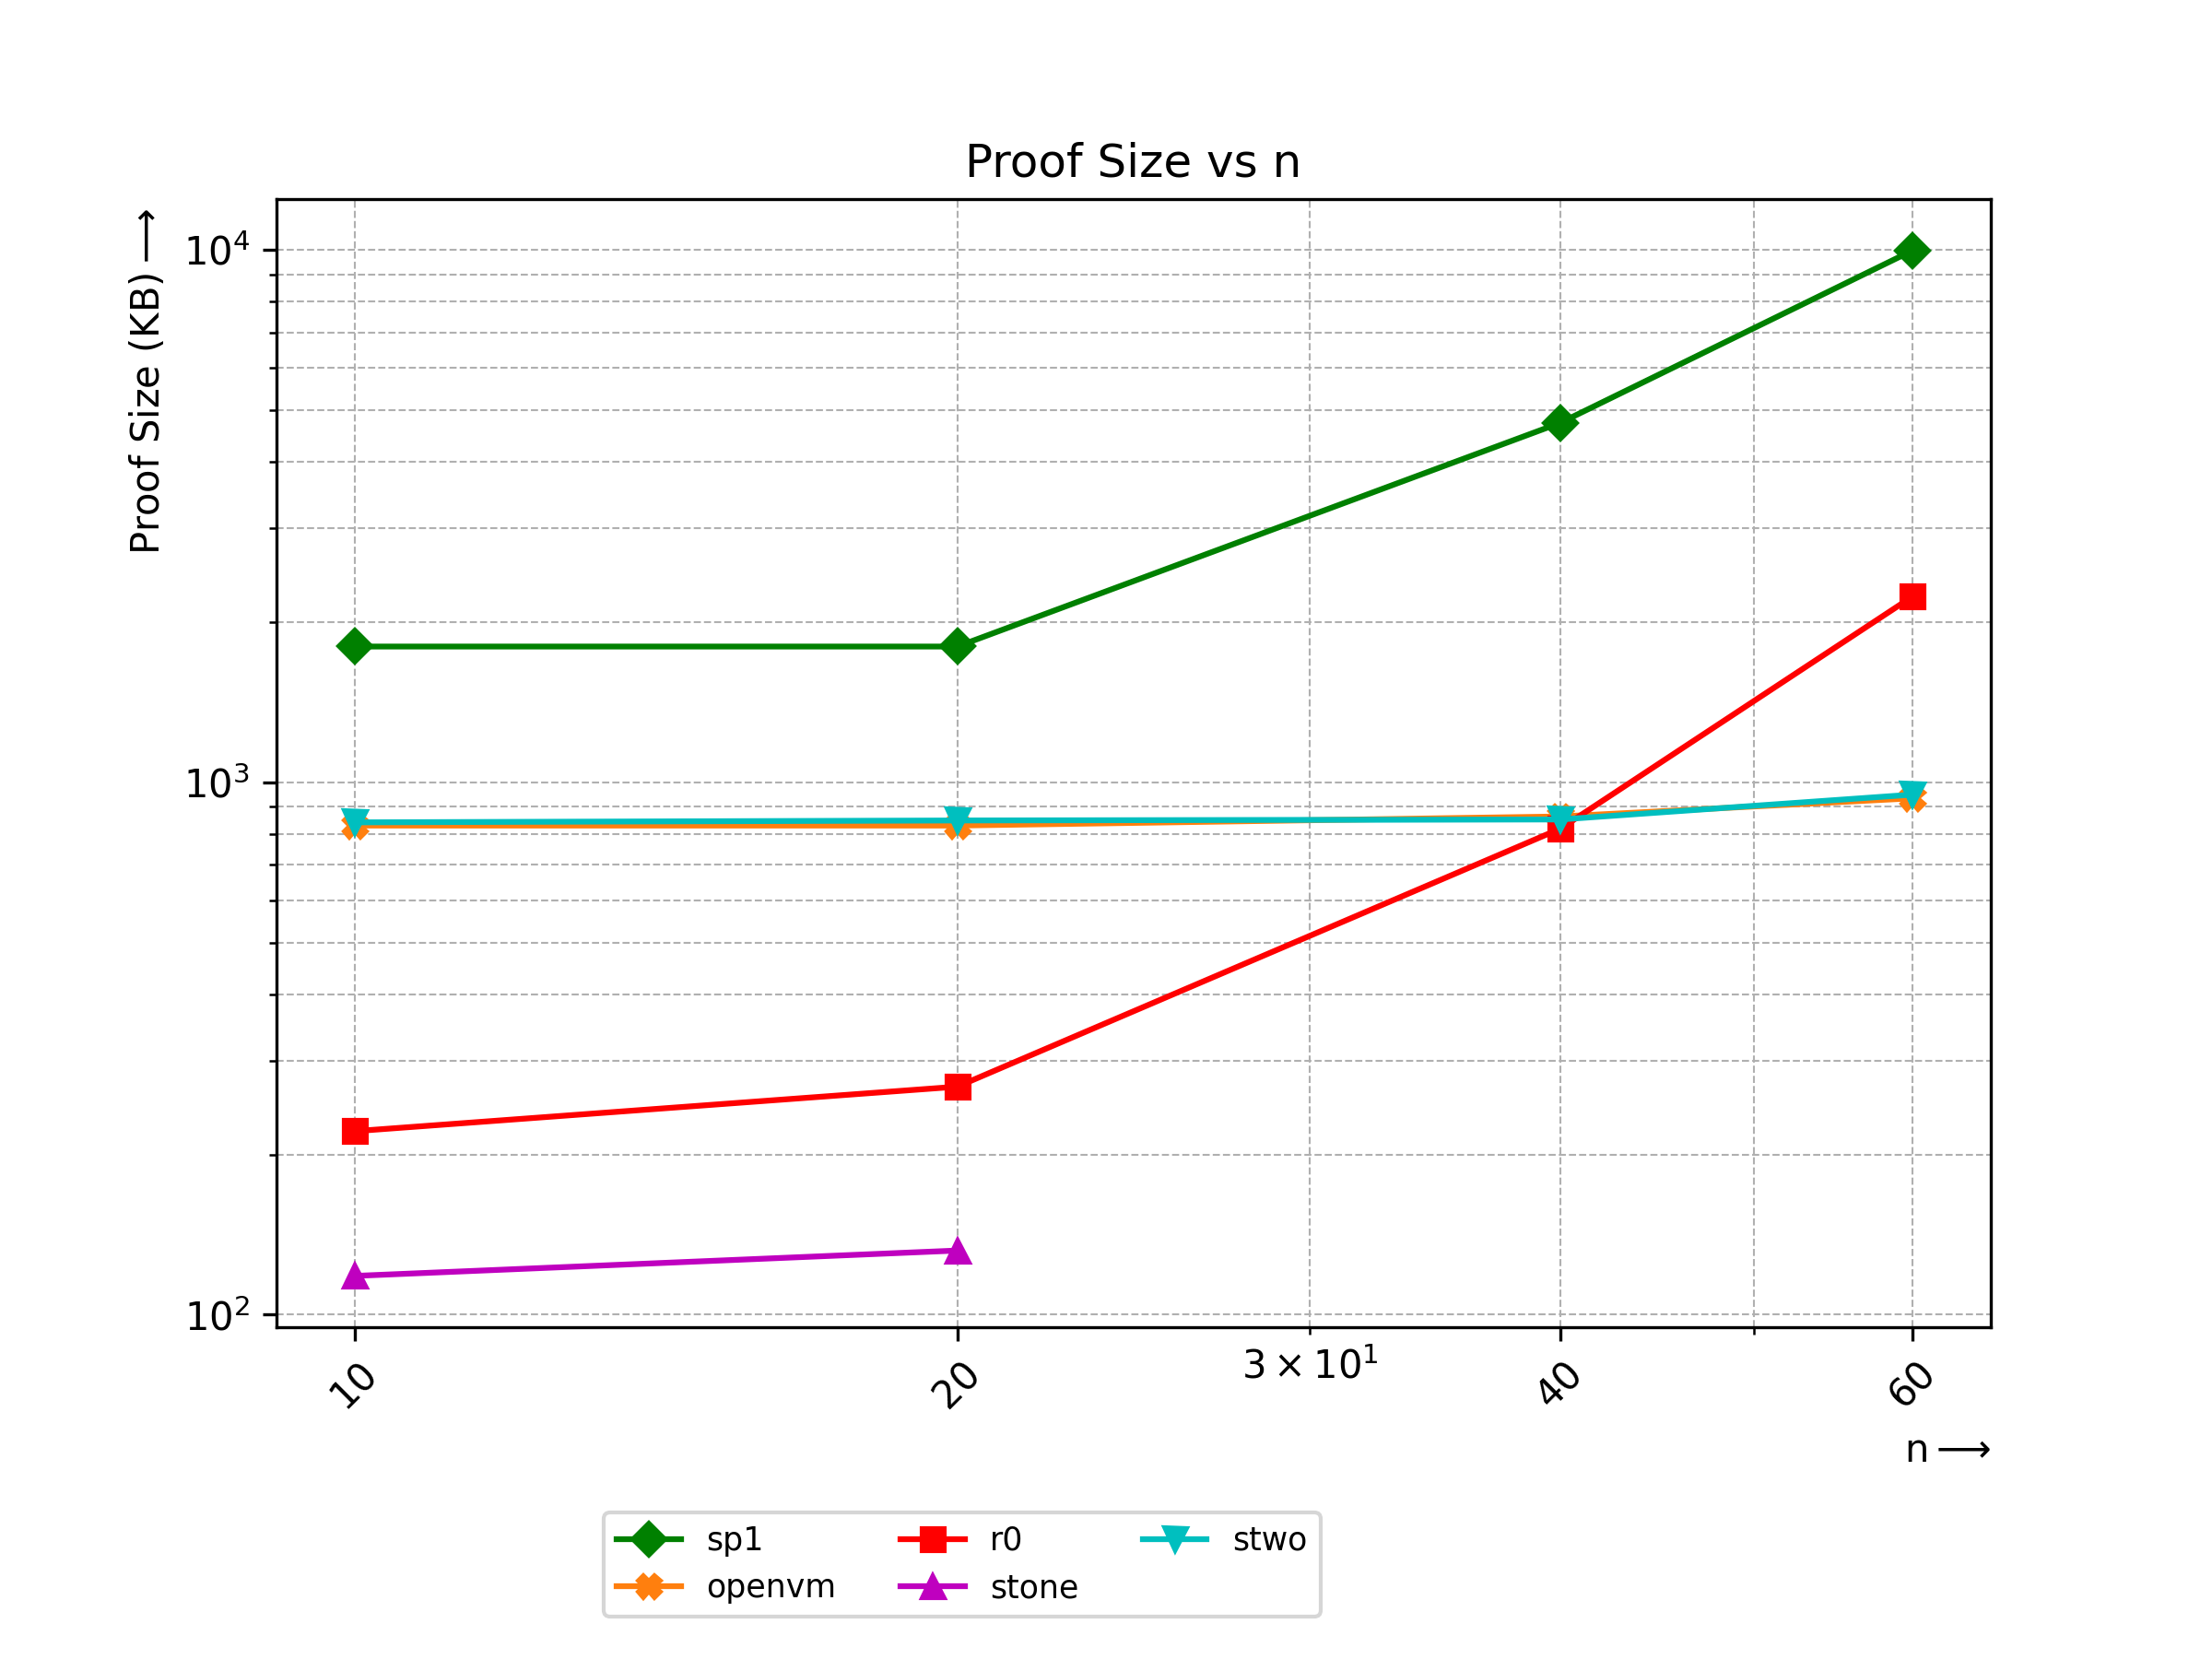 Proof Size vs n
Proof Size (KB) ⟶
10⁴
10³
10²
10
20
3 × 10¹
40
60
n ⟶
sp1
openvm
r0
stone
stwo